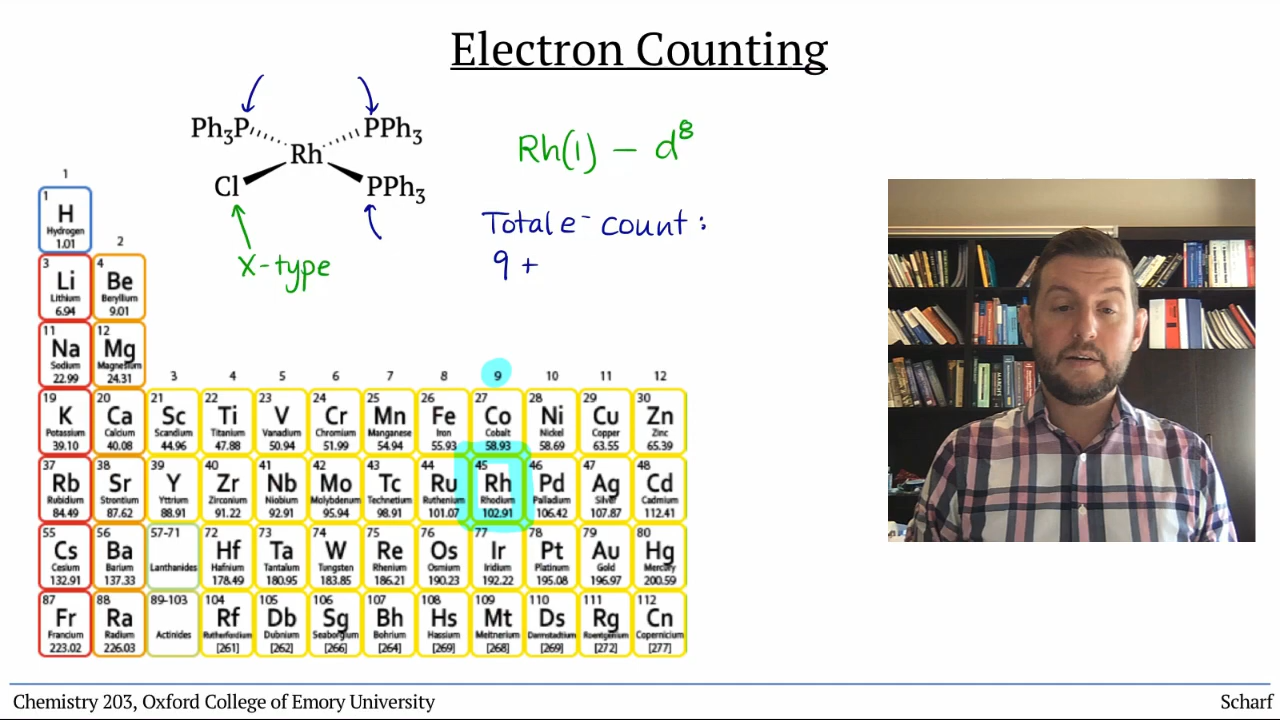 Electron Counting
Ph₃P PPh₃
Rh
Cl PPh₃
X-type
Rh(1) – d⁸
Total e⁻ count:
9 +
1
2
3 4 5 6 7 8 9 10 11 12
1
H
Hydrogen
1.01
3 4
Li Be
Lithium Beryllium
6.94 9.01
11 12
Na Mg
Sodium Magnesium
22.99 24.31
19 20 21 22 23 24 25 26 27 28 29 30
K Ca Sc Ti V Cr Mn Fe Co Ni Cu Zn
Potassium Calcium Scandium Titanium Vanadium Chromium Manganese Iron Cobalt Nickel Copper Zinc
39.10 40.08 44.96 47.88 50.94 51.99 54.94 55.93 58.93 58.69 63.55 65.39
37 38 39 40 41 42 43 44 45 46 47 48
Rb Sr Y Zr Nb Mo Tc Ru Rh Pd Ag Cd
Rubidium Strontium Yttrium Zirconium Niobium Molybdenum Technetium Ruthenium Rhodium Palladium Silver Cadmium
84.49 87.62 88.91 91.22 92.91 95.94 98.91 101.07 102.91 106.42 107.87 112.41
55 56 57-71 72 73 74 75 76 77 78 79 80
Cs Ba Hf Ta W Re Os Ir Pt Au Hg
Cesium Barium Lanthanides Hafnium Tantalum Tungsten Rhenium Osmium Iridium Platinum Gold Mercury
132.91 137.33 178.49 180.95 183.85 186.21 190.23 192.22 195.08 196.97 200.59
87 88 89-103 104 105 106 107 108 109 110 111 112
Fr Ra Rf Db Sg Bh Hs Mt Ds Rg Cn
Francium Radium Actinides Rutherfordium Dubnium Seaborgium Bohrium Hassium Meitnerium Darmstadtium Roentgenium Copernicium
223.02 226.03 [261] [262] [266] [264] [269] [268] [269] [272] [277]
Chemistry 203, Oxford College of Emory University
Scharf